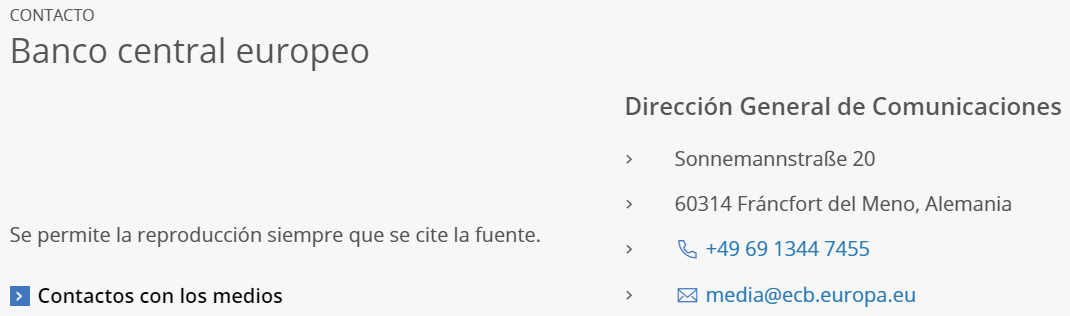 CONTACTO
Banco central europeo
Se permite la reproducción siempre que se cite la fuente.
Contactos con los medios
Dirección General de Comunicaciones
Sonnemannstraße 20
60314 Fráncfort del Meno, Alemania
+49 69 1344 7455
media@ecb.europa.eu